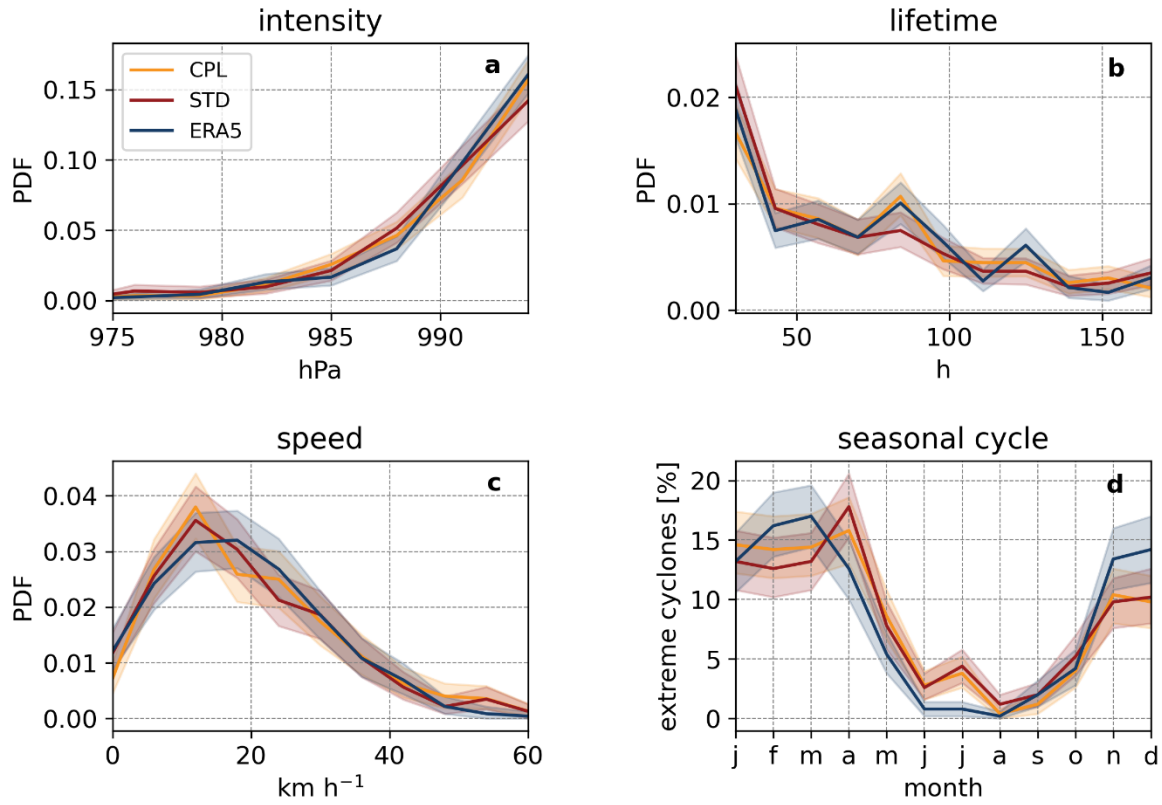 intensity
a
CPL
STD
ERA5
PDF
0.15
0.10
0.05
0.00
975 980 985 990
hPa
lifetime
b
PDF
0.02
0.01
0.00
50 100 150
h
speed
c
PDF
0.04
0.03
0.02
0.01
0.00
0 20 40 60
km h⁻¹
seasonal cycle
d
extreme cyclones [%]
20
15
10
5
0
j f m a m j j a s o n d
month